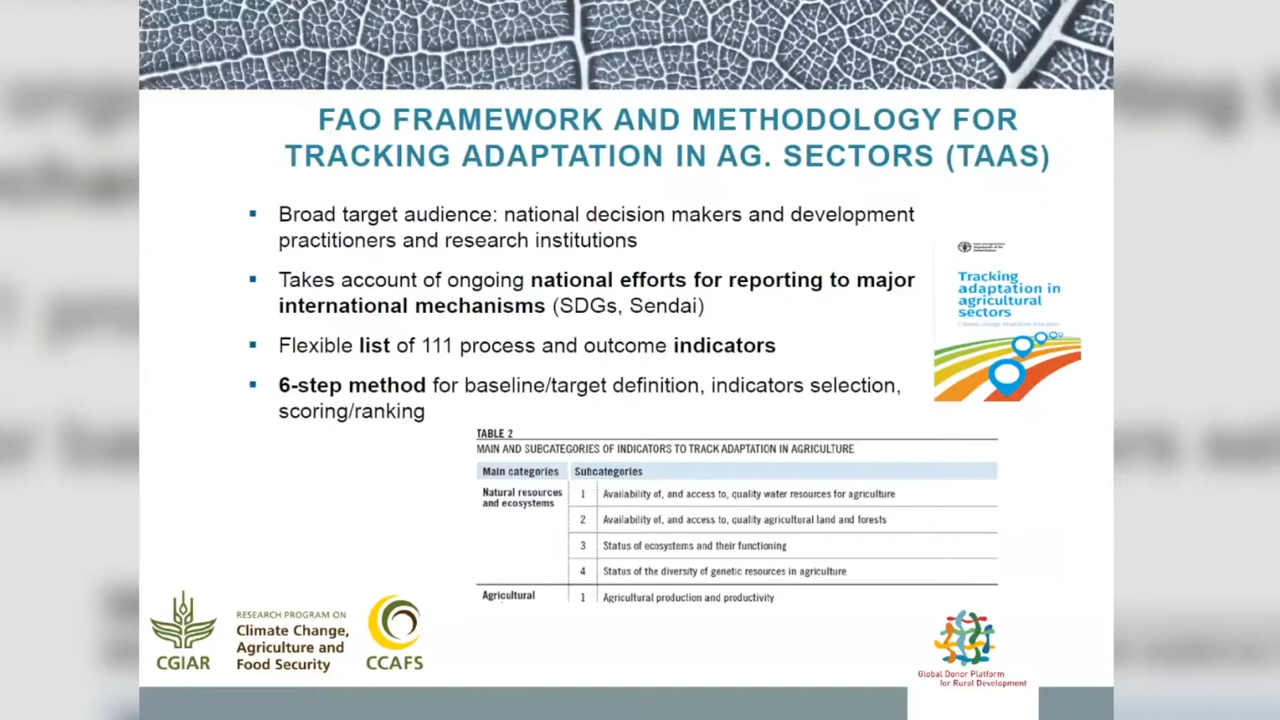 FAO FRAMEWORK AND METHODOLOGY FOR
TRACKING ADAPTATION IN AG. SECTORS (TAAS)
▪ Broad target audience: national decision makers and development
practitioners and research institutions
▪ Takes account of ongoing national efforts for reporting to major
international mechanisms (SDGs, Sendai)
▪ Flexible list of 111 process and outcome indicators
▪ 6-step method for baseline/target definition, indicators selection,
scoring/ranking
Tracking
adaptation in
agricultural
sectors
Climate change adaptation indicators
TABLE 2
MAIN AND SUBCATEGORIES OF INDICATORS TO TRACK ADAPTATION IN AGRICULTURE
Main categories Subcategories
Natural resources
and ecosystems
1 Availability of, and access to, quality water resources for agriculture
2 Availability of, and access to, quality agricultural land and forests
3 Status of ecosystems and their functioning
4 Status of the diversity of genetic resources in agriculture
Agricultural 1 Agricultural production and productivity
CGIAR
RESEARCH PROGRAM ON
Climate Change,
Agriculture and
Food Security
CCAFS
Global Donor Platform
for Rural Development